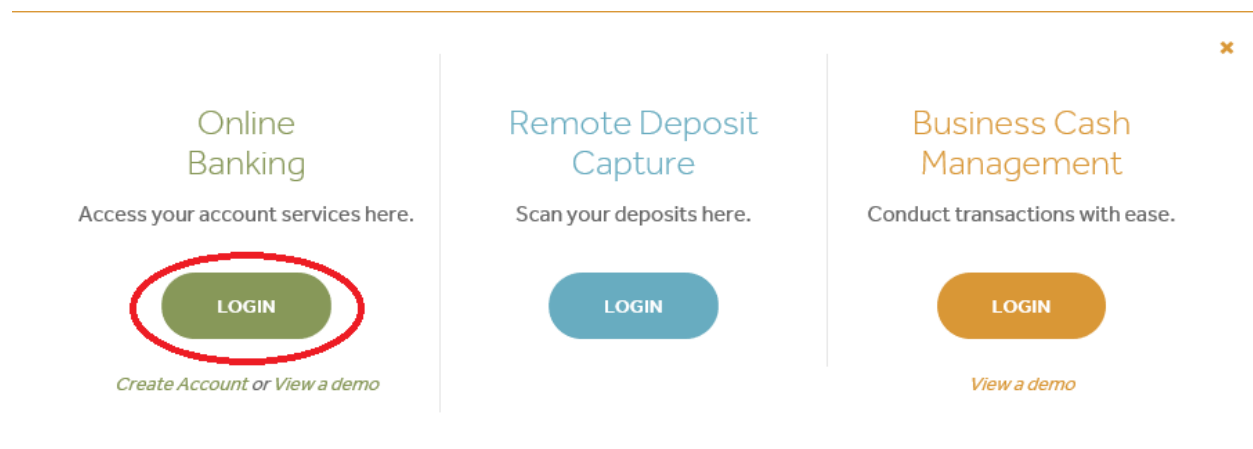 Online
Banking
Access your account services here.
LOGIN
Create Account or View a demo
Remote Deposit
Capture
Scan your deposits here.
LOGIN
Business Cash
Management
Conduct transactions with ease.
LOGIN
View a demo